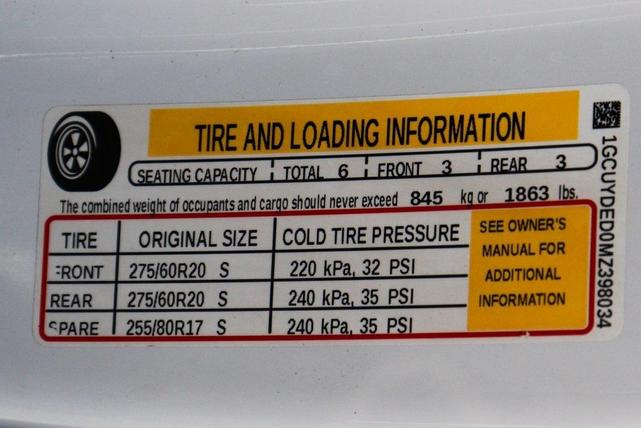 TIRE AND LOADING INFORMATION
SEATING CAPACITY TOTAL 6 FRONT 3 REAR 3
The combined weight of occupants and cargo should never exceed 845 kg or 1863 lbs.
TIRE ORIGINAL SIZE COLD TIRE PRESSURE
FRONT 275/60R20 S 220 kPa, 32 PSI
REAR 275/60R20 S 240 kPa, 35 PSI
SPARE 255/80R17 S 240 kPa, 35 PSI
SEE OWNER'S
MANUAL FOR
ADDITIONAL
INFORMATION
1GCUYDED0MZ398034